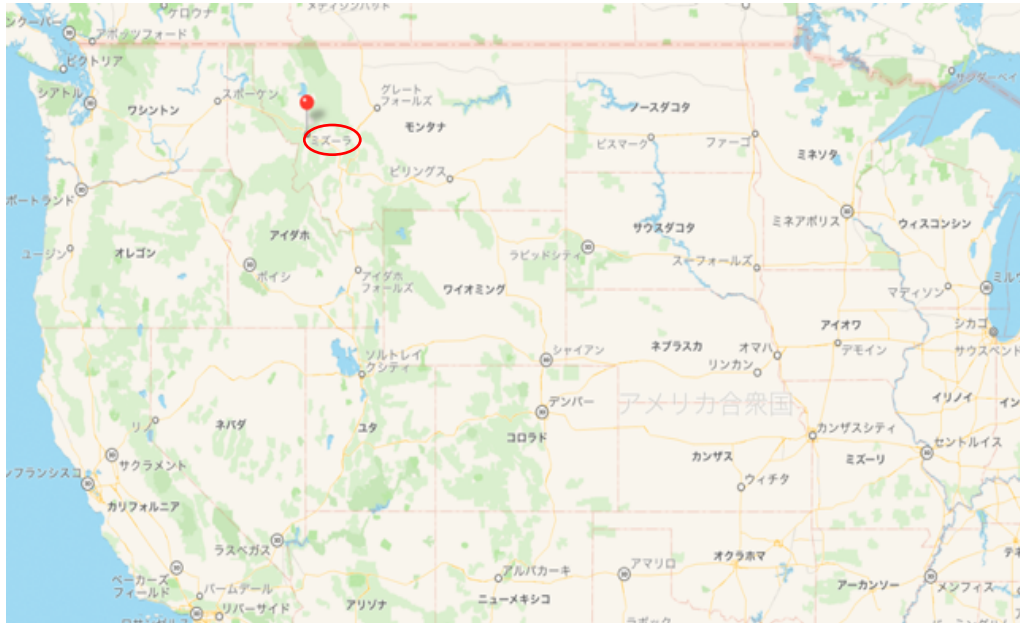 ケロウナ
アボッツフォード
ビクトリア
シアトル
ワシントン
スポーケン
グレート
フォールズ
モンタナ
ミズーラ
ノースダコタ
ビスマーク
ファーゴ
ミネソタ
ビリングス
ポートランド
ユージン
オレゴン
アイダホ
ボイシ
アイダホ
フォールズ
ワイオミング
ラピッドシティ
サウスダコタ
スーフォールズ
ミネアポリス
ウィスコンシン
マディソン
シカゴ
サウスベンド
アイオワ
デモイン
ネブラスカ
オマハ
リンカン
シャイアン
ソルトレイ
クシティ
デンバー
アメリカ合衆国
イリノイ
リノ
ネバダ
ユタ
コロラド
カンザス
カンザスシティ
ミズーリ
セントルイス
ンフランシスコ
サクラメント
カリフォルニア
ウィチタ
ラスベガス
ベーカーズ
フィールド
パームデール
リバーサイド
アリゾナ
アルバカーキ
ニューメキシコ
アマリロ
オクラホマ
アーカンソー
メンフィス